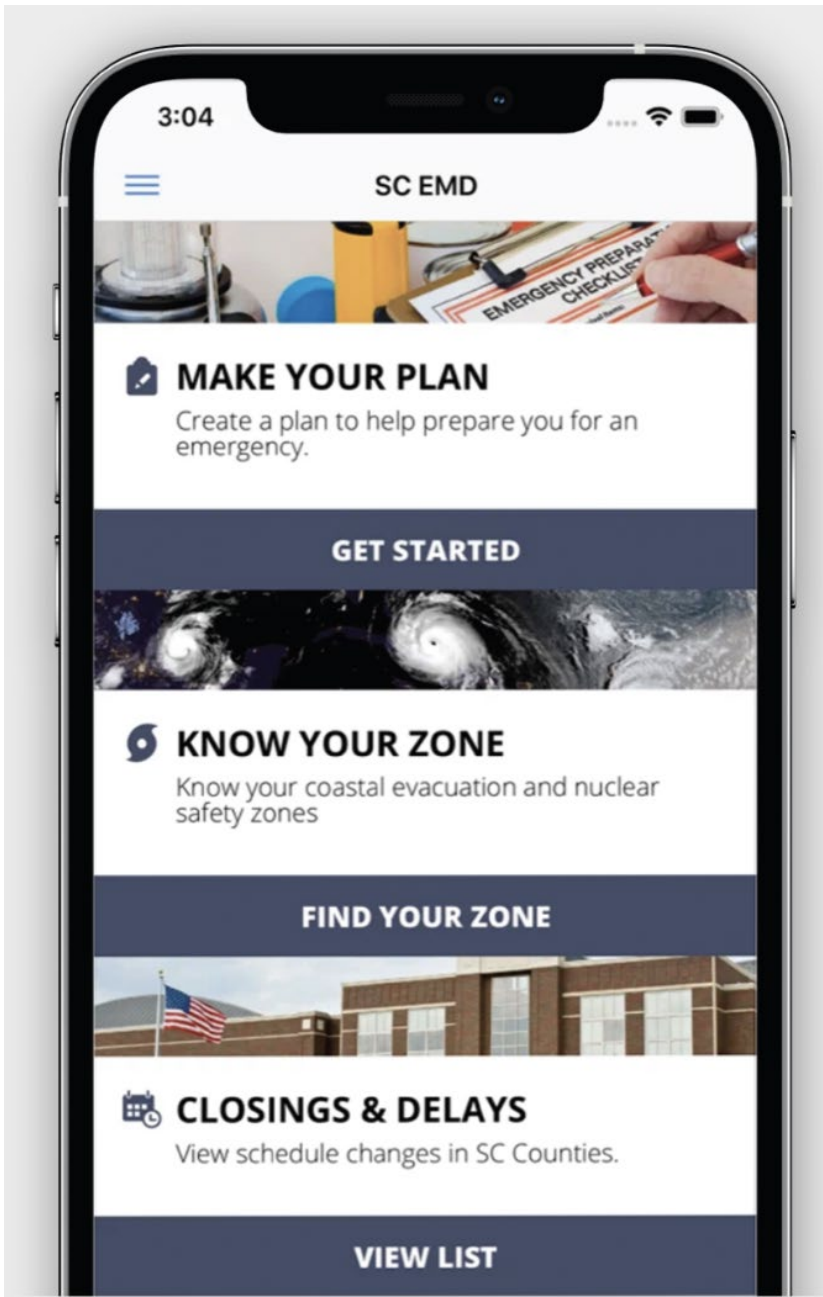 3:04
SC EMD
EMERGENCY PREPARATION
CHECKLIST
MAKE YOUR PLAN
Create a plan to help prepare you for an
emergency.
GET STARTED
KNOW YOUR ZONE
Know your coastal evacuation and nuclear
safety zones
FIND YOUR ZONE
CLOSINGS & DELAYS
View schedule changes in SC Counties.
VIEW LIST